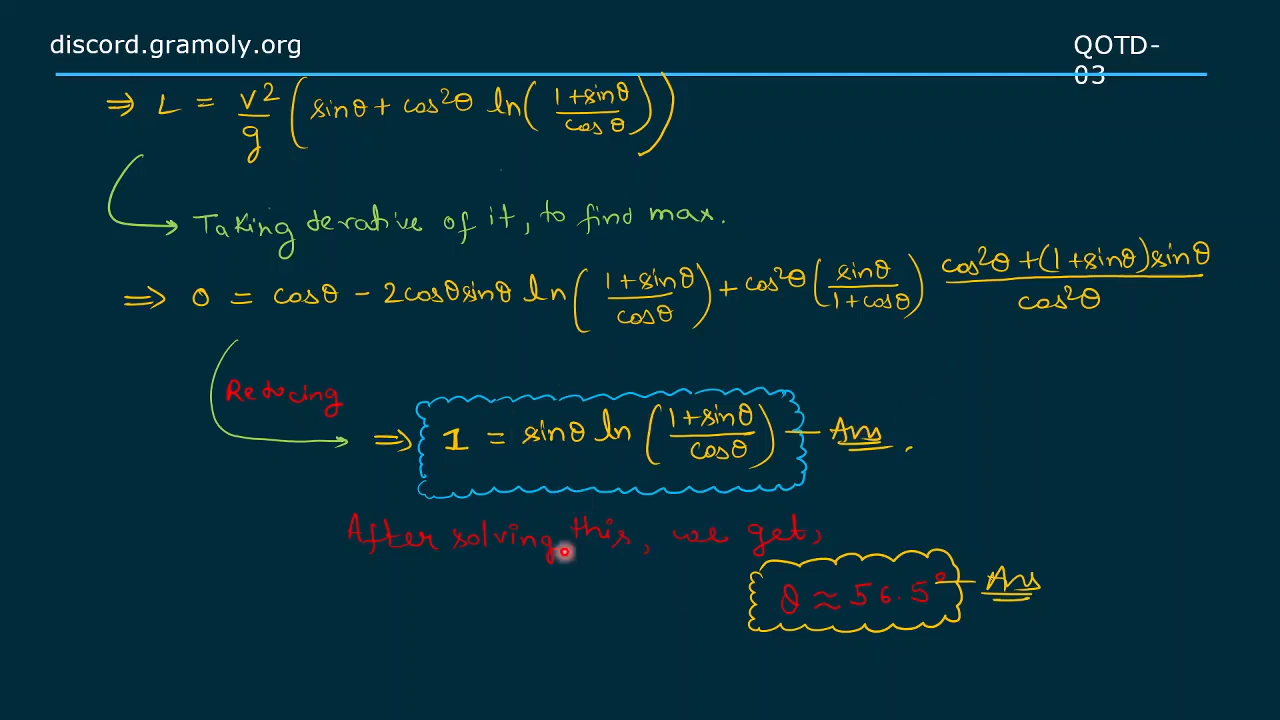 discord.gramoly.org
QOTD-03
⇒ L = v²/g (sinθ + cos²θ ln((1+sinθ)/cosθ))
Taking derative of it, to find max.
⇒ 0 = cosθ - 2cosθsinθ ln((1+sinθ)/cosθ) + cos²θ (sinθ/(1+cosθ)) (cos²θ+(1+sinθ)sinθ)/cos²θ
Reducing
⇒ 1 = sinθ ln((1+sinθ)/cosθ) — Ans.
After solving this, we get,
θ ≈ 56.5° — Ans